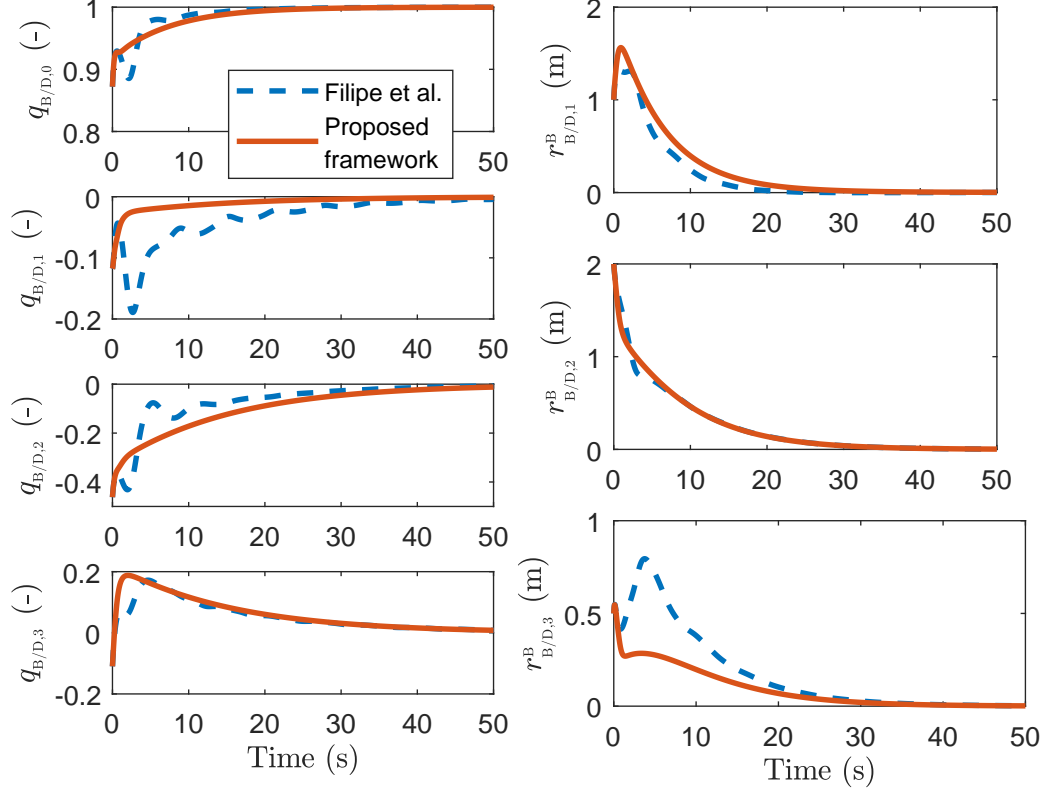 1
0.9
0.8
q_{B/D,0} (-)
0 10 20 30 40 50
Filipe et al.
Proposed
framework
0
-0.1
-0.2
q_{B/D,1} (-)
0 10 20 30 40 50
0
-0.2
-0.4
q_{B/D,2} (-)
0 10 20 30 40 50
0.2
0
-0.2
q_{B/D,3} (-)
0 10 20 30 40 50
Time (s)
2
1
0
r^{B}_{B/D,1} (m)
0 10 20 30 40 50
2
1
0
r^{B}_{B/D,2} (m)
0 10 20 30 40 50
1
0.5
0
r^{B}_{B/D,3} (m)
0 10 20 30 40 50
Time (s)